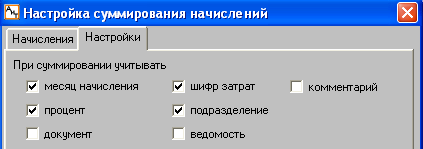 Настройка суммирования начислений
Начисления Настройки
При суммировании учитывать
месяц начисления шифр затрат комментарий
процент подразделение
документ ведомость